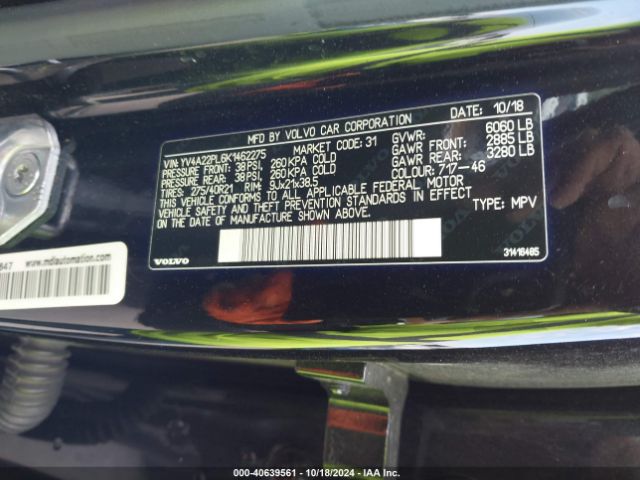 MFD BY VOLVO CAR CORPORATION DATE: 10/18
VIN: YV4A22PL6K1462275 MARKET CODE: 31 GVWR: 6060 LB
PRESSURE FRONT: 38 PSI, 260 KPA COLD GAWR FRONT: 2885 LB
PRESSURE REAR: 38 PSI, 260 KPA COLD GAWR REAR: 3280 LB
TIRES: 275/40R21 RIM: 9Jx21x38.5 COLOUR: 717-46
THIS VEHICLE CONFORMS TO ALL APPLICABLE FEDERAL MOTOR
VEHICLE SAFETY AND THEFT PREVENTION STANDARDS IN EFFECT
ON THE DATE OF MANUFACTURE SHOWN ABOVE. TYPE: MPV
VOLVO 31416485
647 www.mdiautomation.com
000-40639561 - 10/18/2024 - IAA Inc.